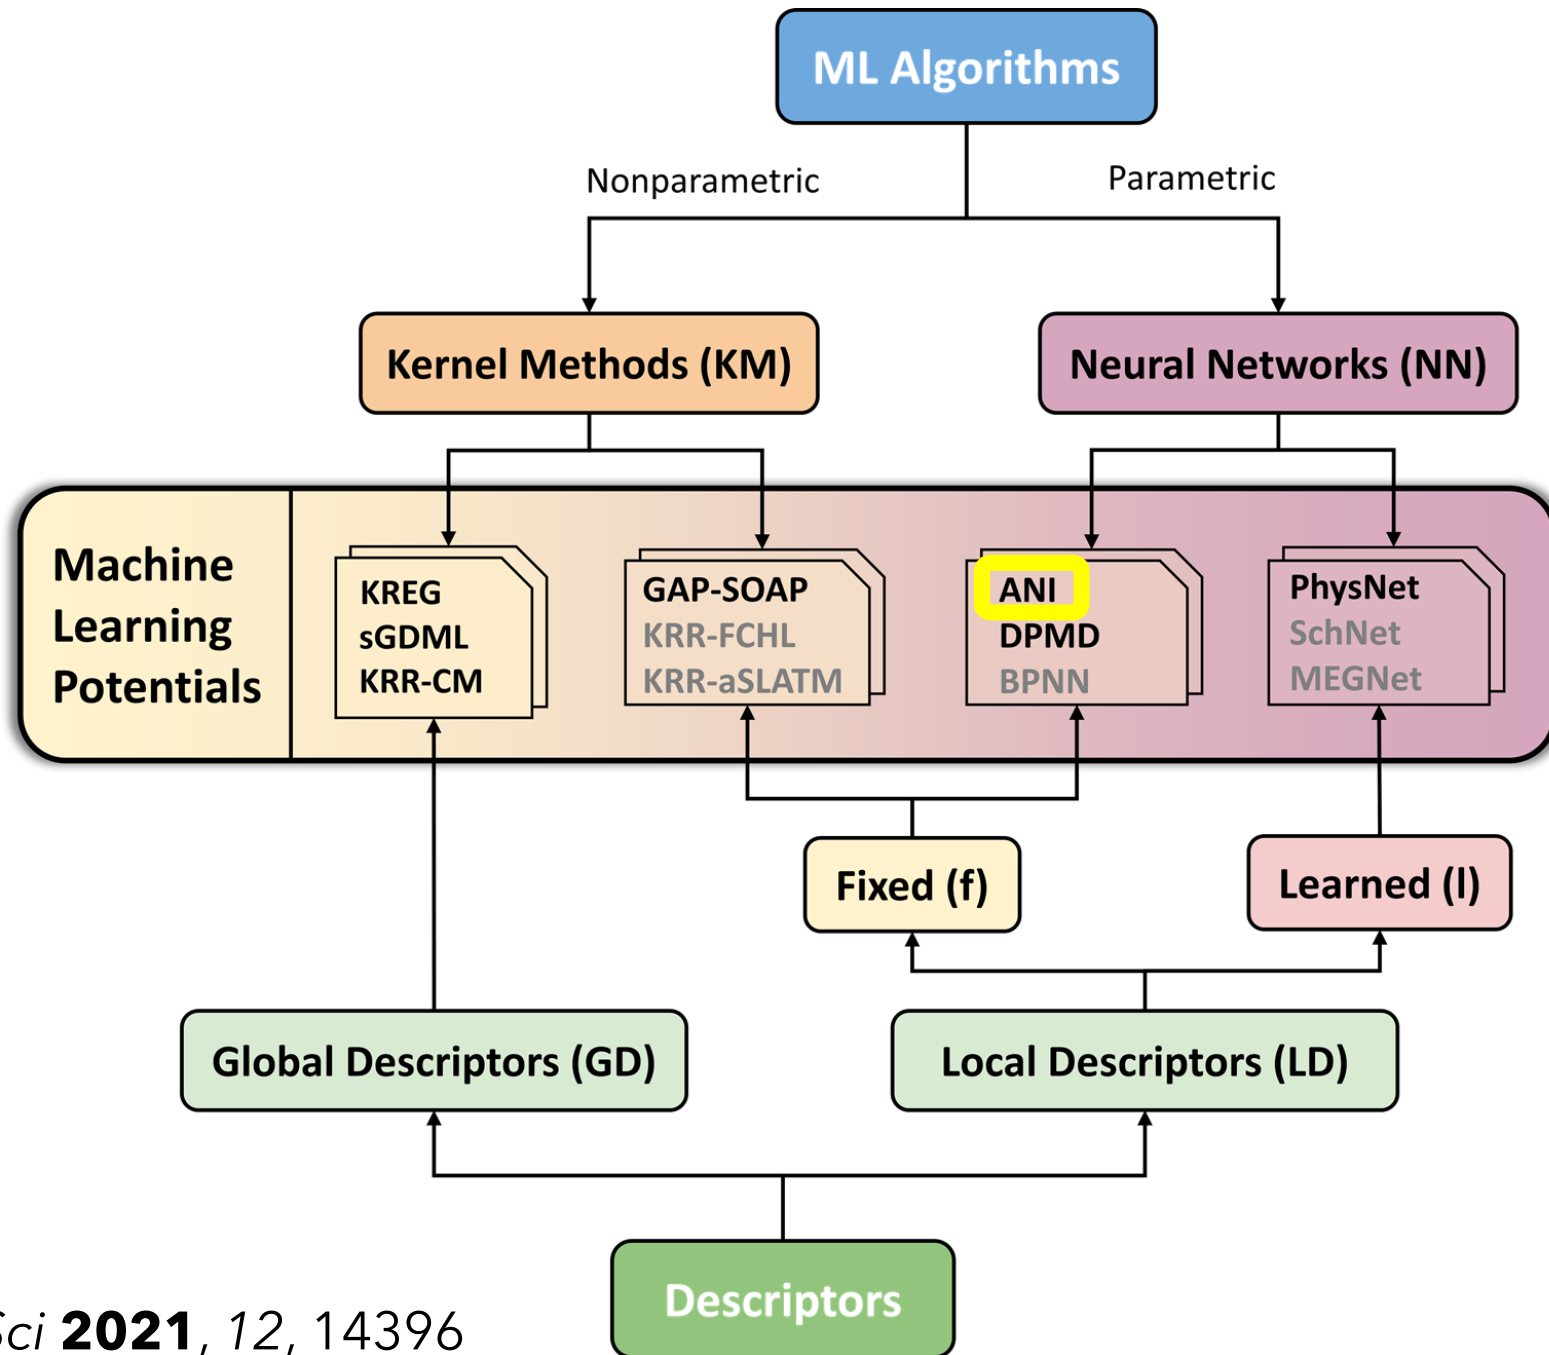 ML Algorithms
Nonparametric
Parametric
Kernel Methods (KM)
Neural Networks (NN)
Machine
Learning
Potentials
KREG
sGDML
KRR-CM
GAP-SOAP
KRR-FCHL
KRR-aSLATM
ANI
DPMD
BPNN
PhysNet
SchNet
MEGNet
Fixed (f)
Learned (l)
Global Descriptors (GD)
Local Descriptors (LD)
Descriptors
Sci 2021, 12, 14396